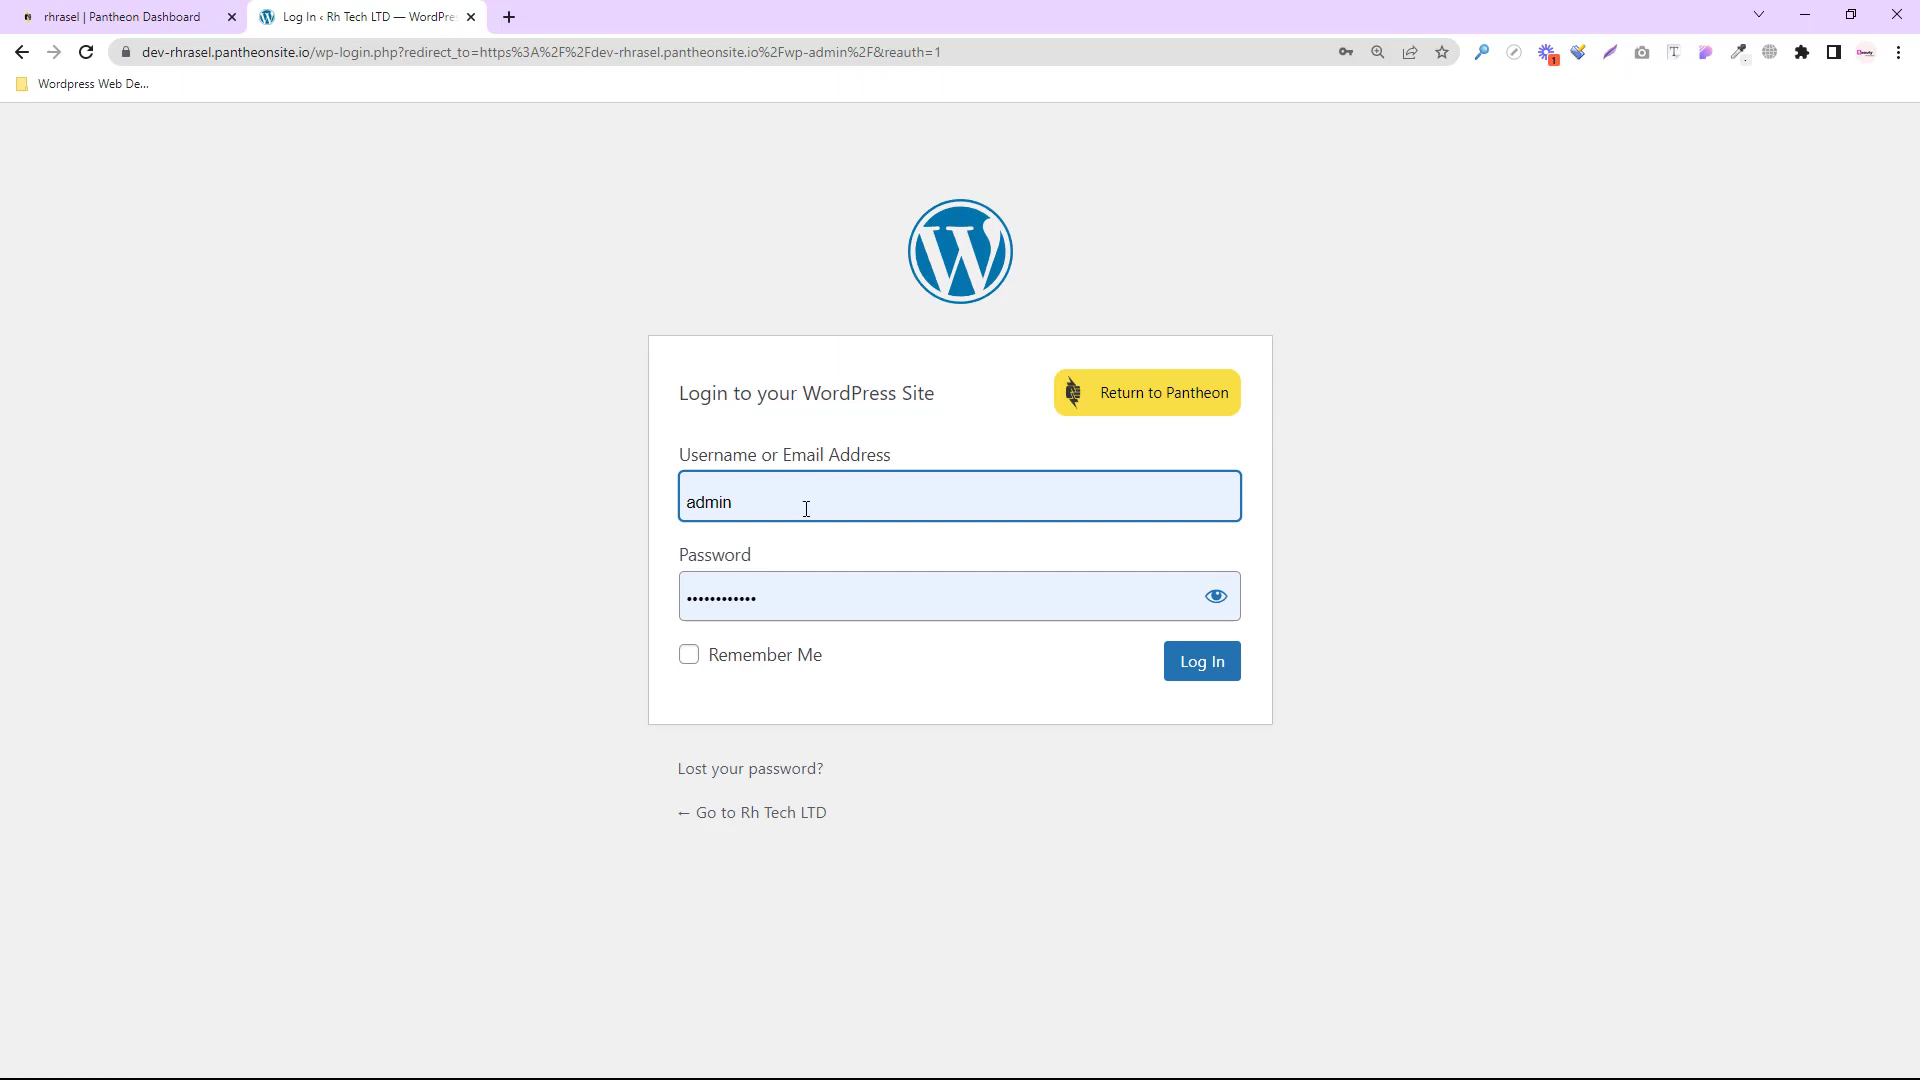 rhrasel | Pantheon Dashboard
Log In ‹ Rh Tech LTD — WordPre
dev-rhrasel.pantheonsite.io/wp-login.php?redirect_to=https%3A%2F%2Fdev-rhrasel.pantheonsite.io%2Fwp-admin%2F&reauth=1
1
Wordpress Web De...
Login to your WordPress Site
Return to Pantheon
Username or Email Address
admin
Password
••••••••••••
Remember Me
Log In
Lost your password?
← Go to Rh Tech LTD